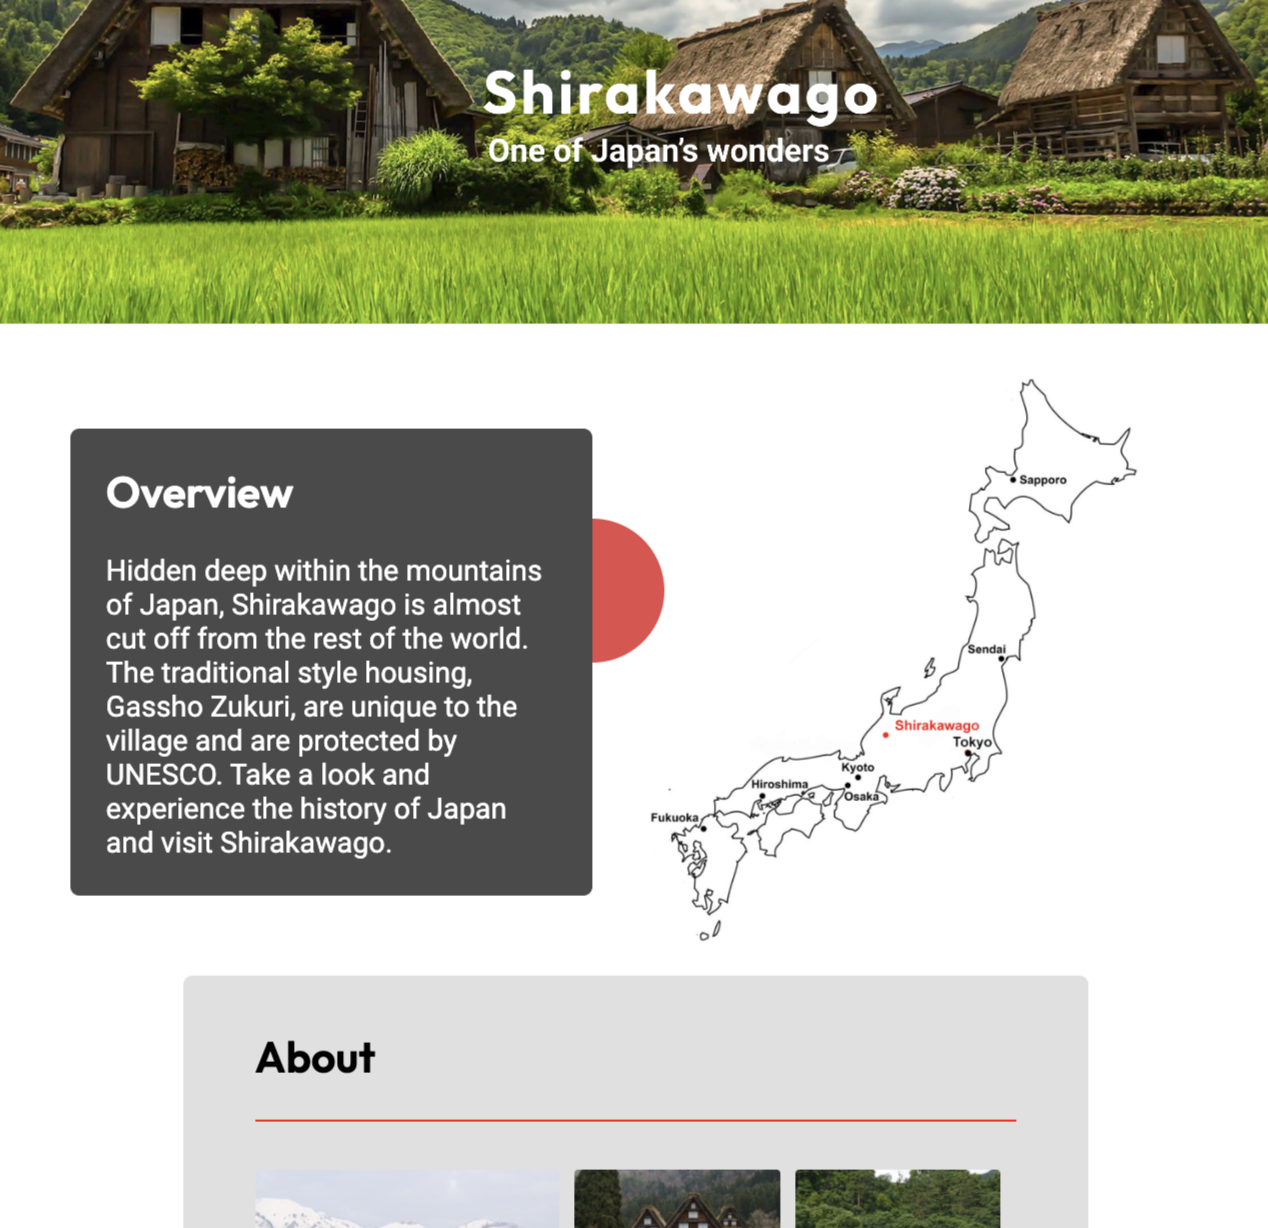 Shirakawago
One of Japan’s wonders
Overview
Hidden deep within the mountains
of Japan, Shirakawago is almost
cut off from the rest of the world.
The traditional style housing,
Gassho Zukuri, are unique to the
village and are protected by
UNESCO. Take a look and
experience the history of Japan
and visit Shirakawago.
Sapporo
Sendai
Shirakawago
Tokyo
Kyoto
Hiroshima
Osaka
Fukuoka
About